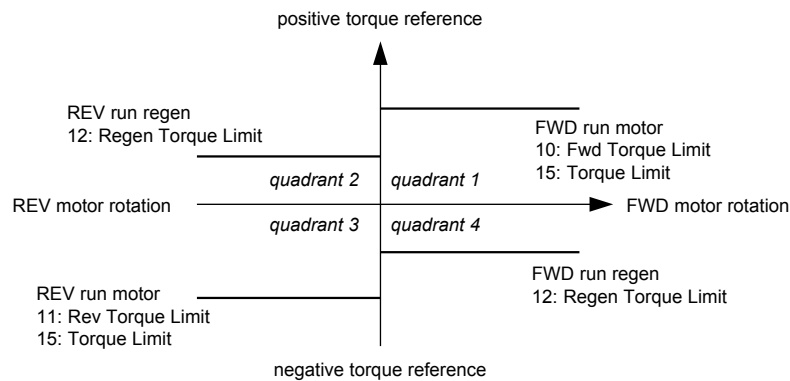 positive torque reference
REV run regen
12: Regen Torque Limit
FWD run motor
10: Fwd Torque Limit
15: Torque Limit
quadrant 2
quadrant 1
REV motor rotation
FWD motor rotation
quadrant 3
quadrant 4
FWD run regen
12: Regen Torque Limit
REV run motor
11: Rev Torque Limit
15: Torque Limit
negative torque reference